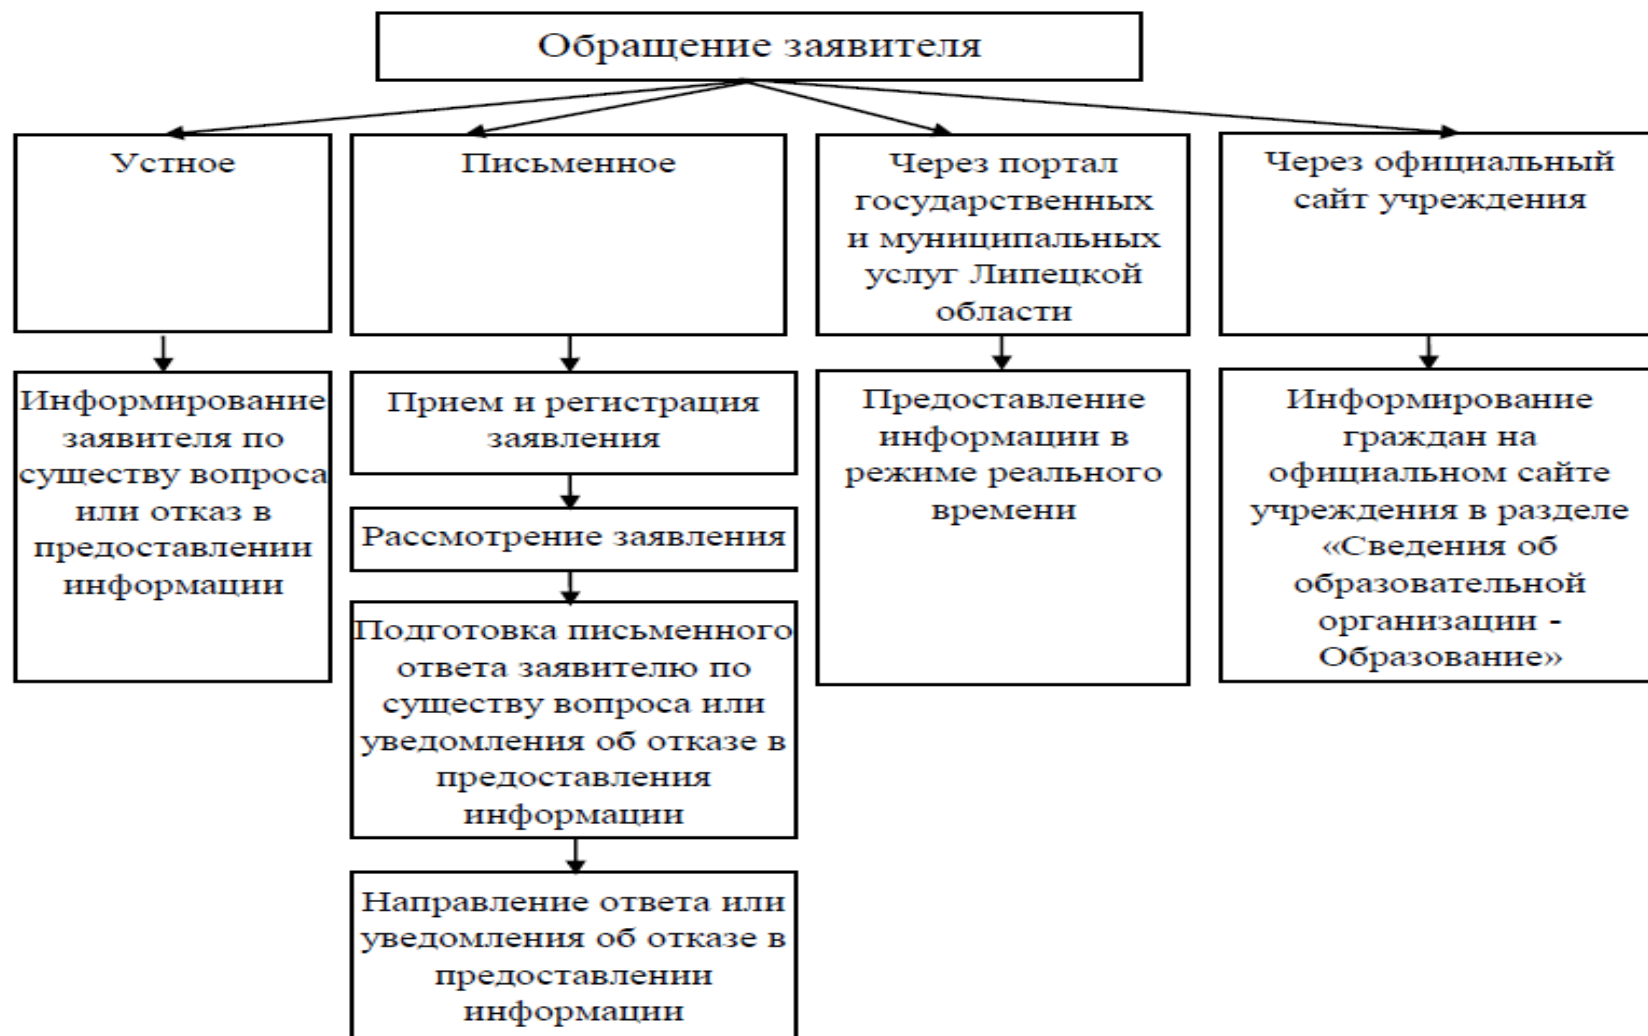 Обращение заявителя
Устное
Письменное
Через портал
государственных
и муниципальных
услуг Липецкой
области
Через официальный
сайт учреждения
Информирование
заявителя по
существу вопроса
или отказ в
предоставлении
информации
Прием и регистрация
заявления
Рассмотрение заявления
Подготовка письменного
ответа заявителю по
существу вопроса или
уведомления об отказе в
предоставления
информации
Направление ответа или
уведомления об отказе в
предоставлении
информации
Предоставление
информации в
режиме реального
времени
Информирование
граждан на
официальном сайте
учреждения в разделе
«Сведения об
образовательной
организации -
Образование»